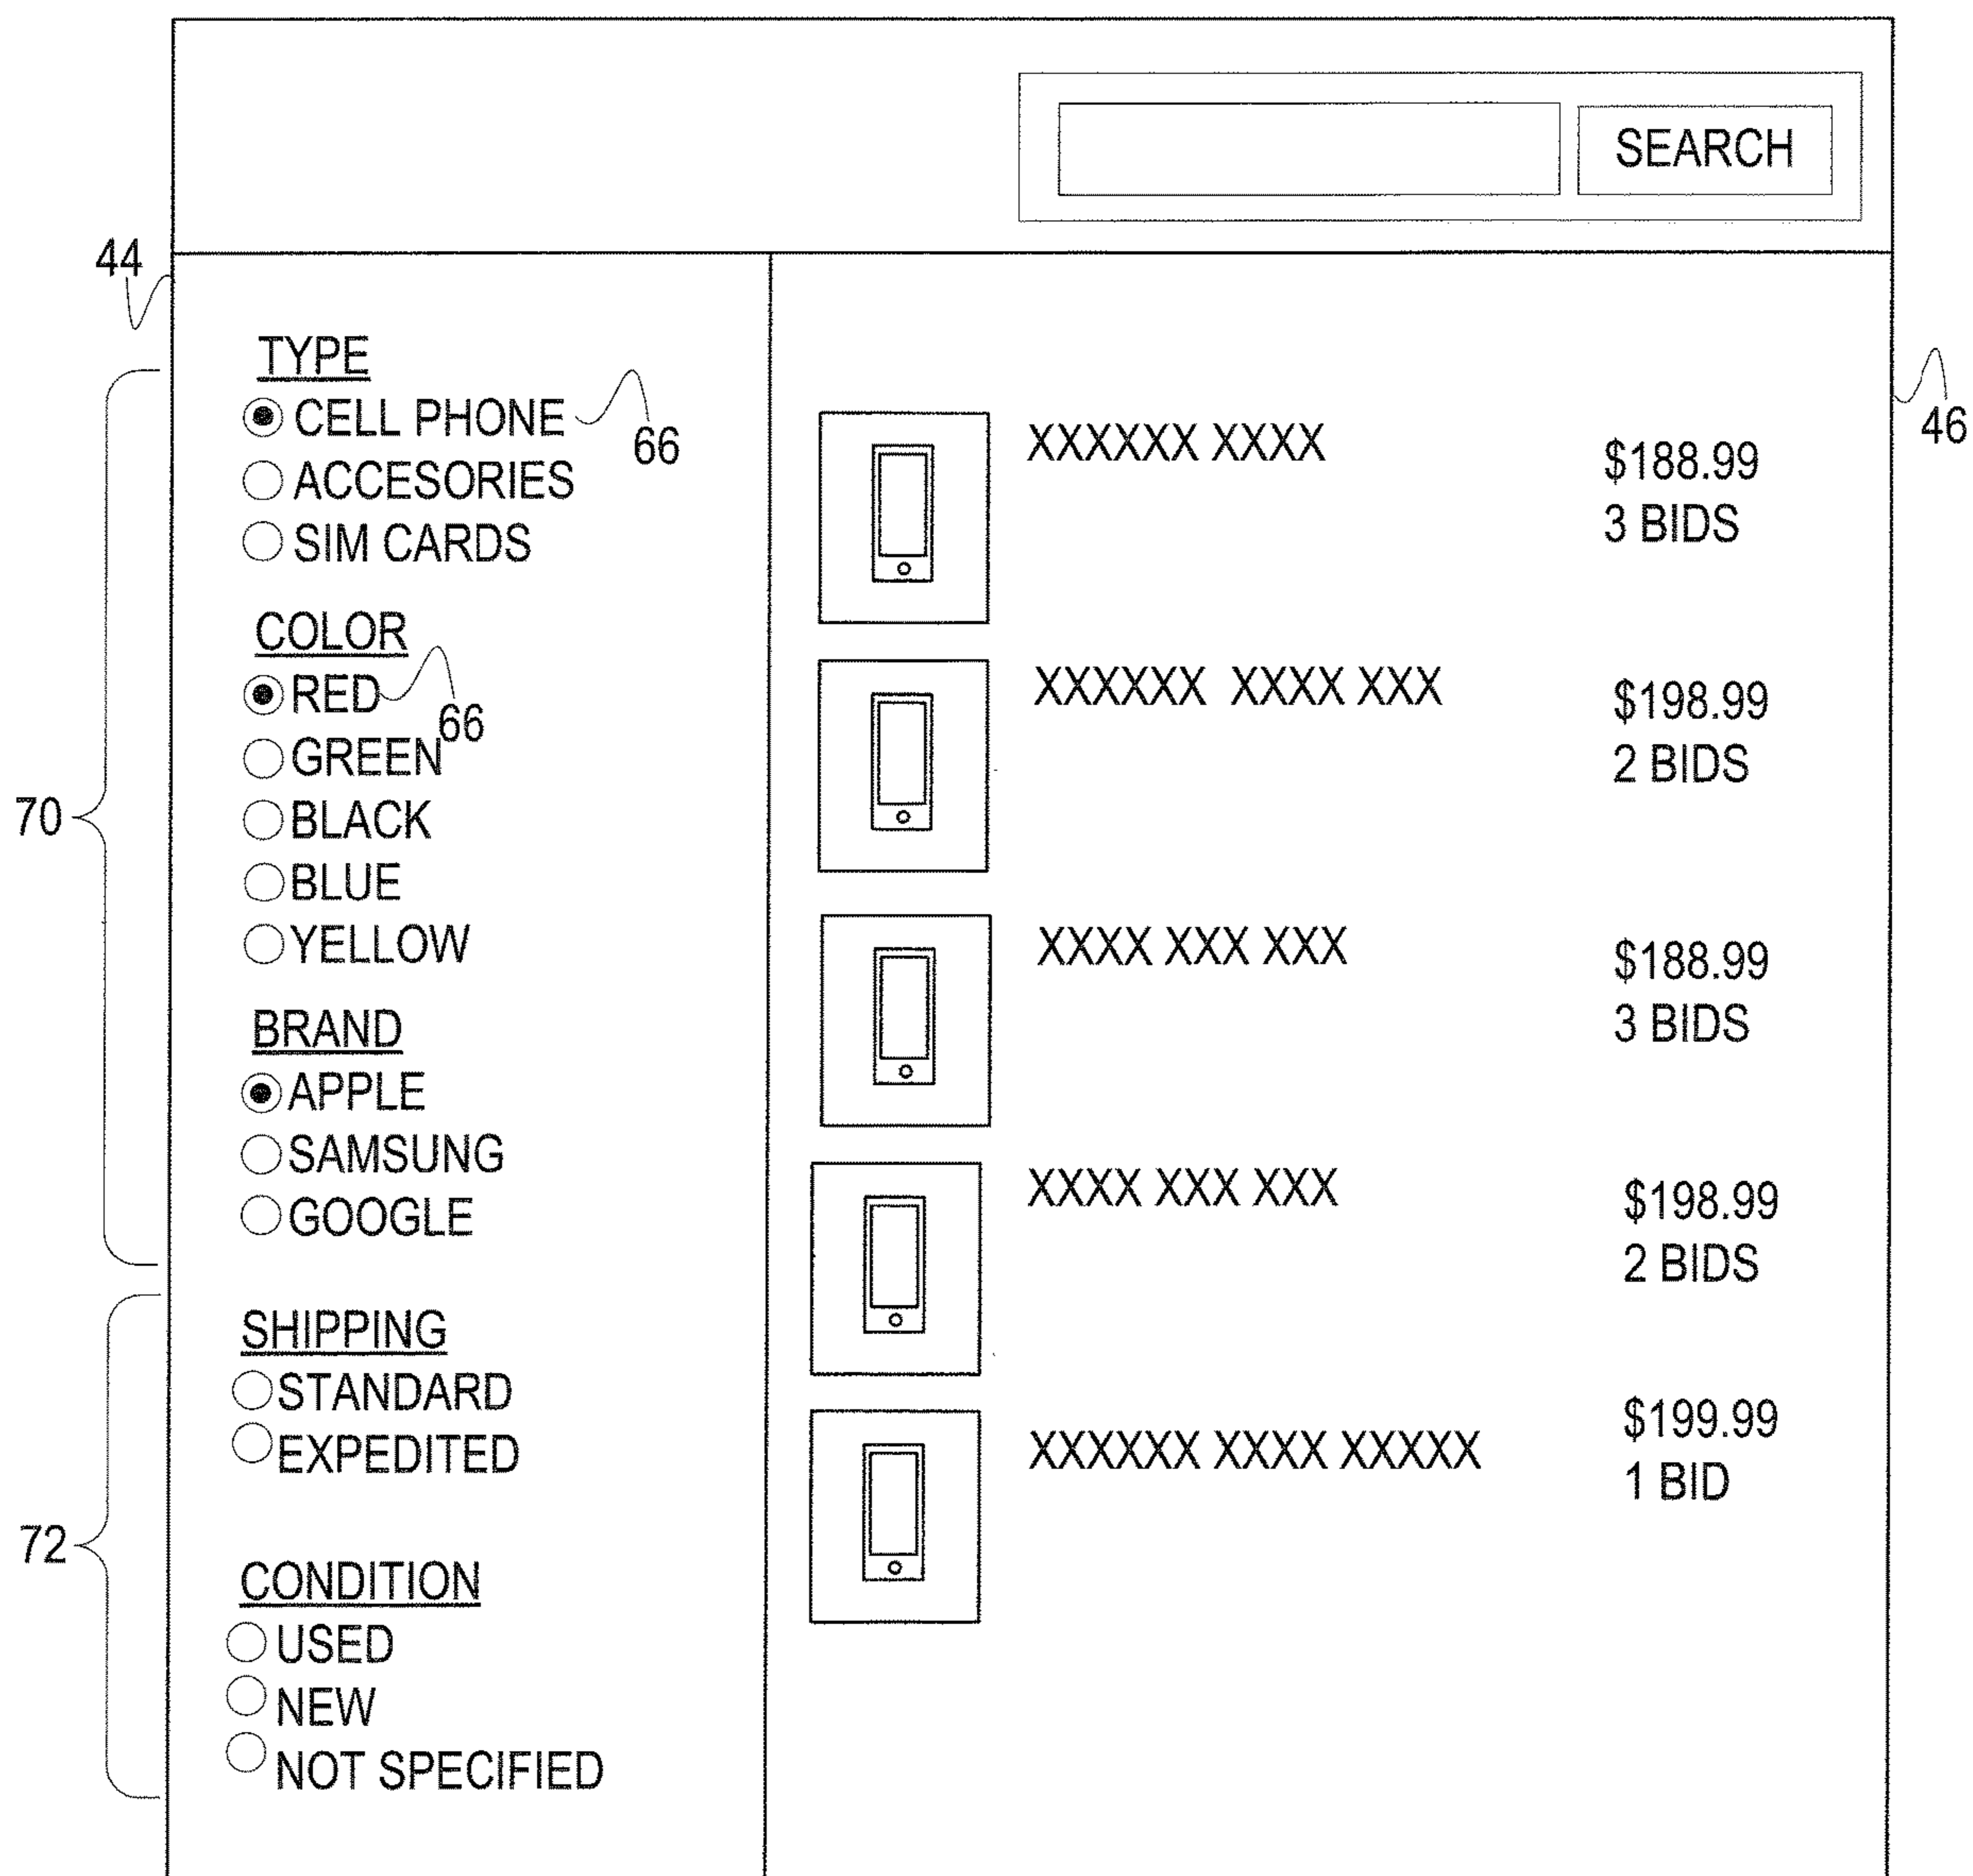 SEARCH
44
TYPE
CELL PHONE
66
ACCESORIES
SIM CARDS
COLOR
RED
66
GREEN
BLACK
BLUE
YELLOW
BRAND
APPLE
SAMSUNG
GOOGLE
70
SHIPPING
STANDARD
EXPEDITED
CONDITION
USED
NEW
NOT SPECIFIED
72
46
XXXXXX XXXX
$188.99
3 BIDS
XXXXXX XXXX XXX
$198.99
2 BIDS
XXXX XXX XXX
$188.99
3 BIDS
XXXX XXX XXX
$198.99
2 BIDS
XXXXXX XXXX XXXXX
$199.99
1 BID